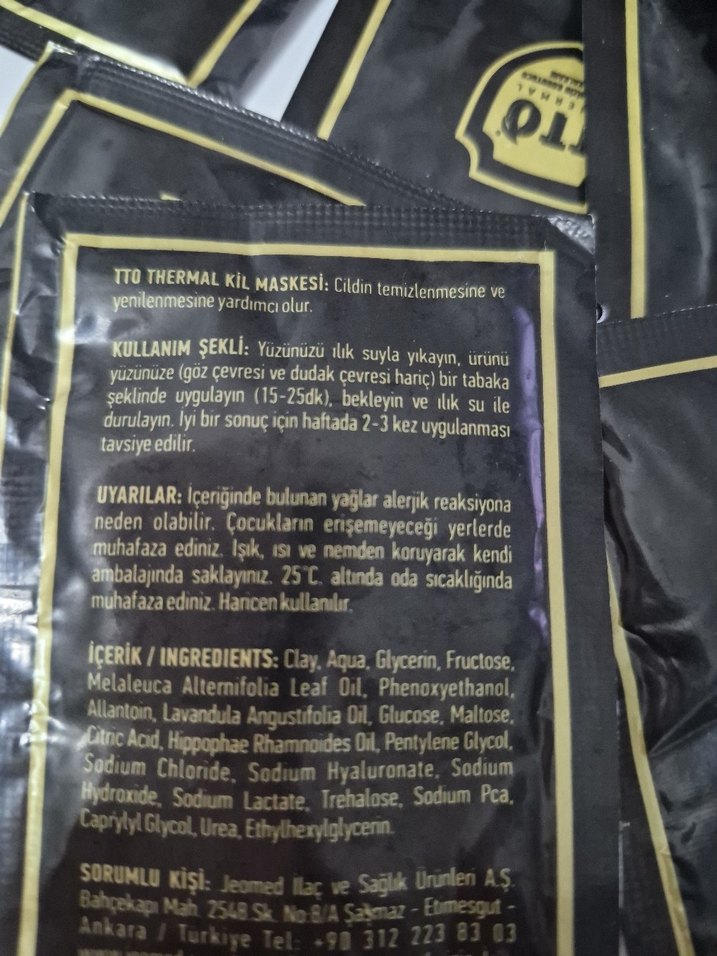 TTO
TTO THERMAL KİL MASKESİ: Cildin temizlenmesine ve
yenilenmesine yardımcı olur.
KULLANIM ŞEKLİ: Yüzünüzü ılık suyla yıkayın, ürünü
yüzünüze (göz çevresi ve dudak çevresi hariç) bir tabaka
şeklinde uygulayın (15-25dk), bekleyin ve ılık su ile
durulayın. İyi bir sonuç için haftada 2-3 kez uygulanması
tavsiye edilir.
UYARILAR: İçeriğinde bulunan yağlar alerjik reaksiyona
neden olabilir. Çocukların erişemeyeceği yerlerde
muhafaza ediniz. Işık, ısı ve nemden koruyarak kendi
ambalajında saklayınız. 25°C. altında oda sıcaklığında
muhafaza ediniz. Haricen kullanılır.
İÇERİK / INGREDIENTS: Clay, Aqua, Glycerin, Fructose,
Melaleuca Alternifolia Leaf Oil, Phenoxyethanol,
Allantoin, Lavandula Angustifolia Oil, Glucose, Maltose,
Citric Acid, Hippophae Rhamnoides Oil, Pentylene Glycol,
Sodium Chloride, Sodium Hyaluronate, Sodium
Hydroxide, Sodium Lactate, Trehalose, Sodium Pca,
Caprylyl Glycol, Urea, Ethylhexylglycerin.
SORUMLU KİŞİ: Jeomed İlaç ve Sağlık Ürünleri A.Ş.
Bahçekapı Mah. 2548 Sk. No:8/A Şaşmaz - Etimesgut -
Ankara / Türkiye Tel: +90 312 223 83 03